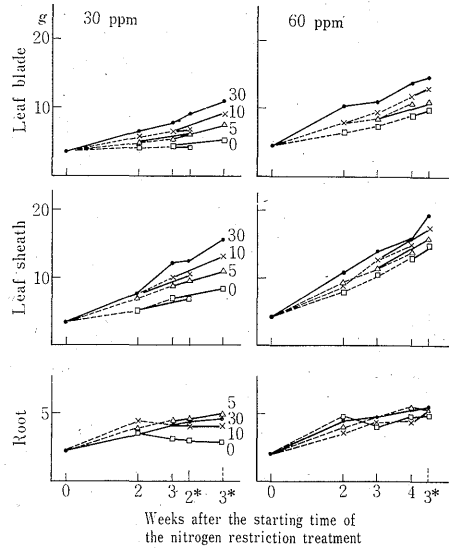 g 30 ppm 60 ppm
Leaf blade
20
10
30
10
5
0
Leaf sheath
20
10
30
10
5
0
Root
5
5
30
10
0
0 2 3 2* 3* 0 2 3 4 3*
Weeks after the starting time of
the nitrogen restriction treatment